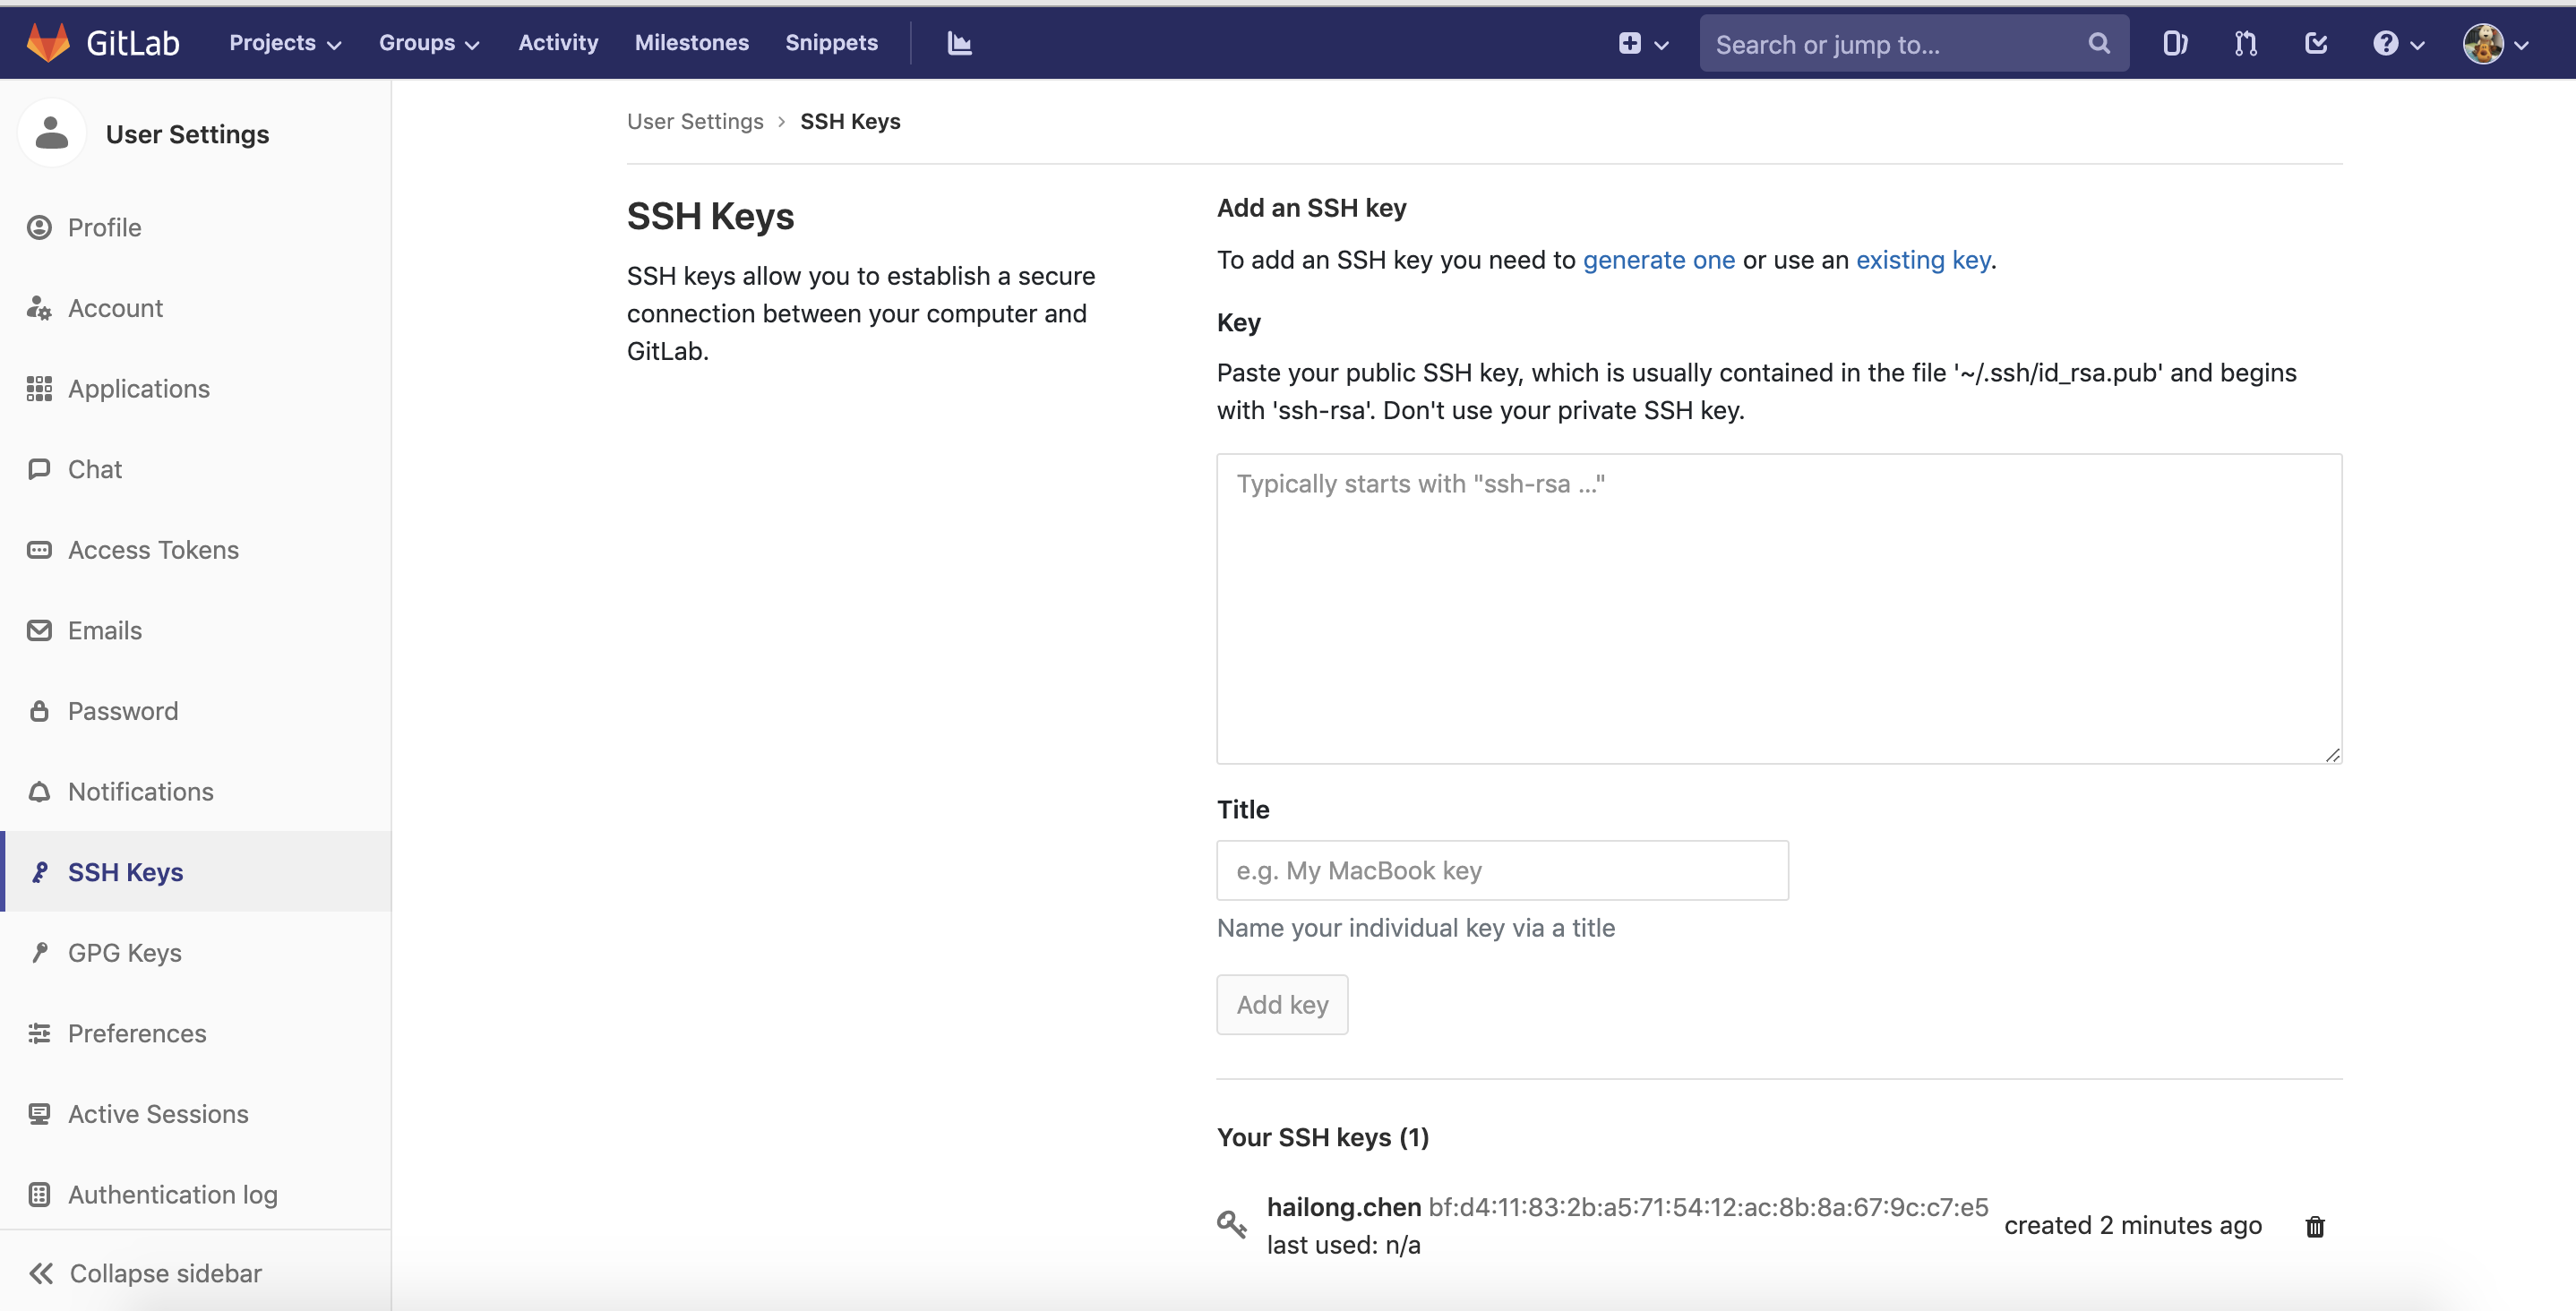 GitLab
Projects
Groups
Activity
Milestones
Snippets
Search or jump to...
User Settings
Profile
Account
Applications
Chat
Access Tokens
Emails
Password
Notifications
SSH Keys
GPG Keys
Preferences
Active Sessions
Authentication log
Collapse sidebar
User Settings > SSH Keys
SSH Keys
SSH keys allow you to establish a secure
connection between your computer and
GitLab.
Add an SSH key
To add an SSH key you need to generate one or use an existing key.
Key
Paste your public SSH key, which is usually contained in the file '~/.ssh/id_rsa.pub' and begins
with 'ssh-rsa'. Don't use your private SSH key.
Typically starts with "ssh-rsa ..."
Title
e.g. My MacBook key
Name your individual key via a title
Add key
Your SSH keys (1)
hailong.chen bf:d4:11:83:2b:a5:71:54:12:ac:8b:8a:67:9c:c7:e5
last used: n/a
created 2 minutes ago